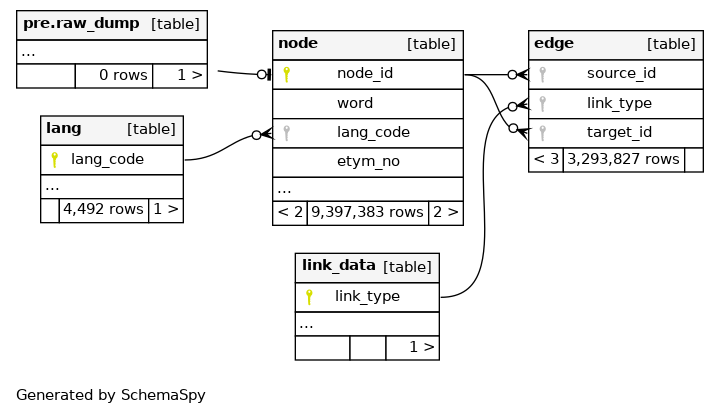 pre.raw_dump [table]
...
0 rows 1 >
lang [table]
lang_code
...
4,492 rows 1 >
node [table]
node_id
word
lang_code
etym_no
...
< 2 9,397,383 rows 2 >
link_data [table]
link_type
...
1 >
edge [table]
source_id
link_type
target_id
< 3 3,293,827 rows
Generated by SchemaSpy